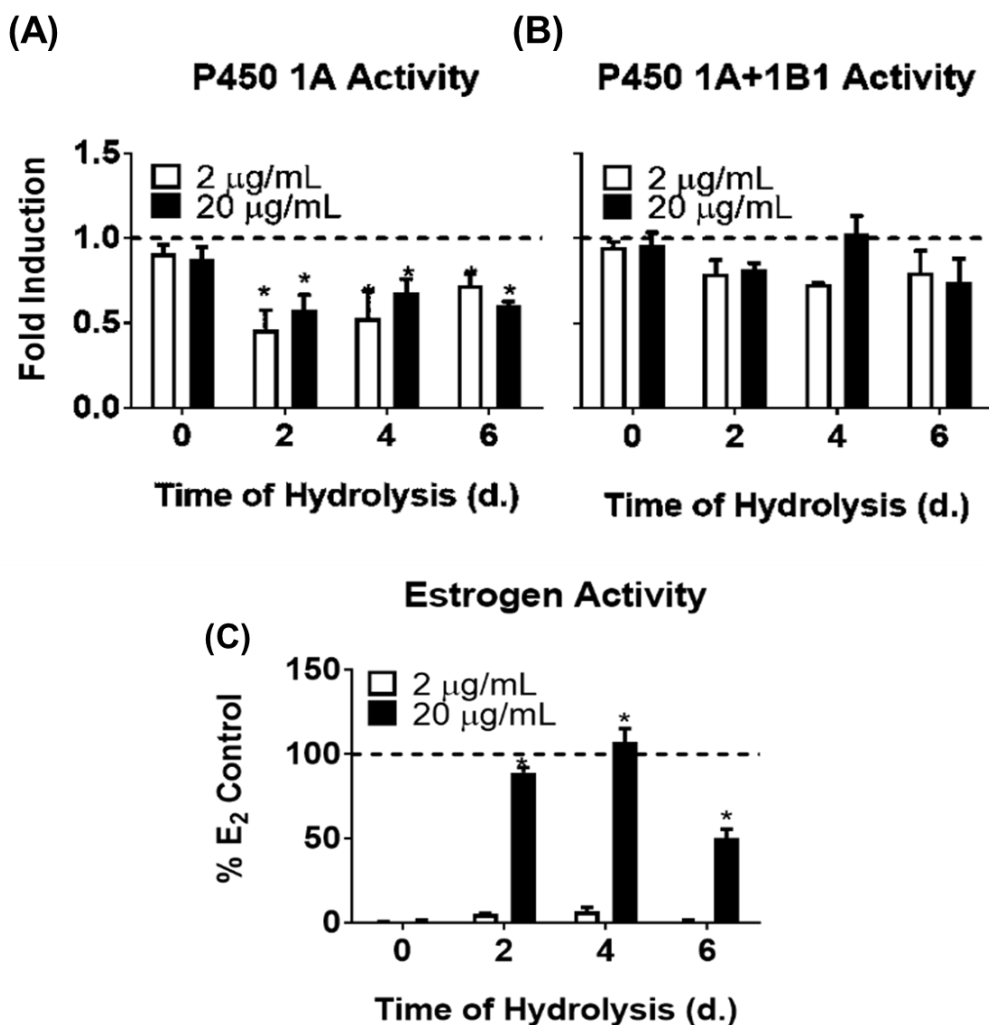 (A)
P450 1A Activity
Fold Induction
1.5
1.0
0.5
0.0
2 μg/mL
20 μg/mL
* * * * * *
0 2 4 6
Time of Hydrolysis (d.)
(B)
P450 1A+1B1 Activity
2 μg/mL
20 μg/mL
0 2 4 6
Time of Hydrolysis (d.)
(C)
Estrogen Activity
% E₂ Control
150
100
50
0
2 μg/mL
20 μg/mL
* * *
0 2 4 6
Time of Hydrolysis (d.)